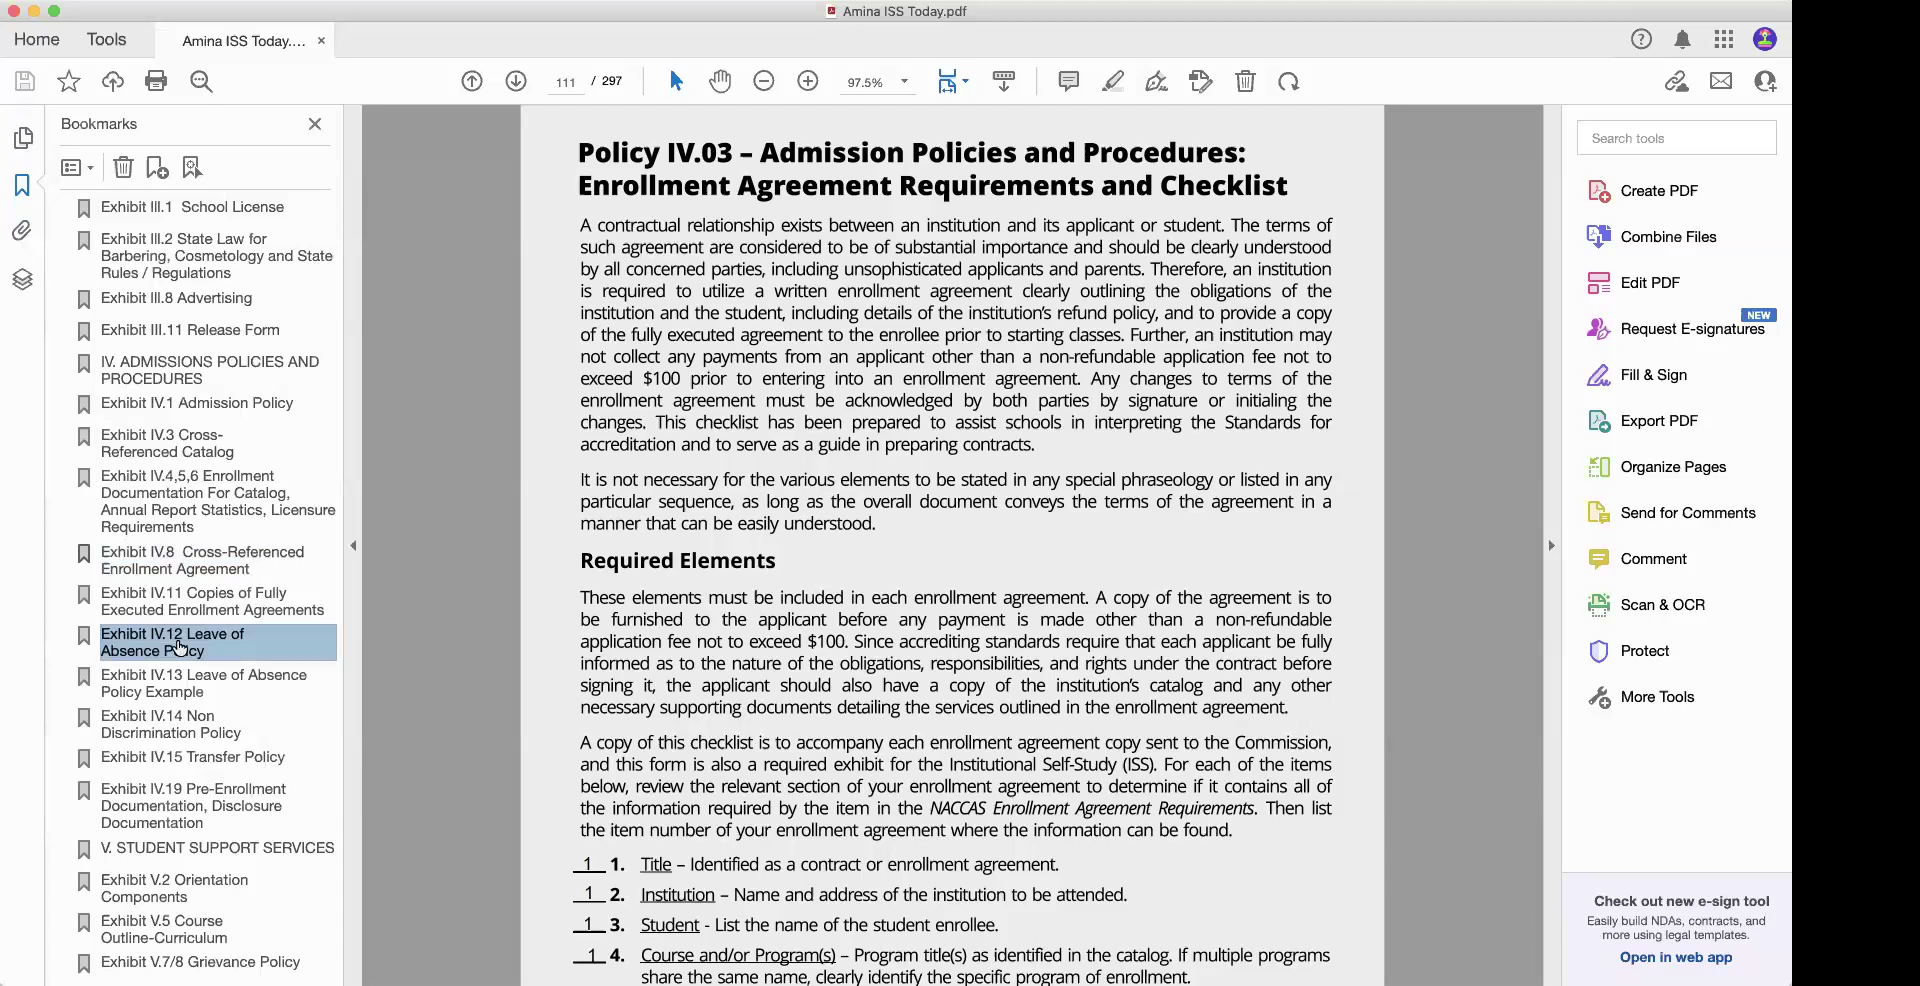 Amina ISS Today.pdf
Home
Tools
Amina ISS Today....
111 / 297
97.5%
Bookmarks
Exhibit III.1 School License
Exhibit III.2 State Law for
Barbering, Cosmetology and State
Rules / Regulations
Exhibit III.8 Advertising
Exhibit III.11 Release Form
IV. ADMISSIONS POLICIES AND
PROCEDURES
Exhibit IV.1 Admission Policy
Exhibit IV.3 Cross-
Referenced Catalog
Exhibit IV.4,5,6 Enrollment
Documentation For Catalog,
Annual Report Statistics, Licensure
Requirements
Exhibit IV.8 Cross-Referenced
Enrollment Agreement
Exhibit IV.11 Copies of Fully
Executed Enrollment Agreements
Exhibit IV.12 Leave of
Absence Policy
Exhibit IV.13 Leave of Absence
Policy Example
Exhibit IV.14 Non
Discrimination Policy
Exhibit IV.15 Transfer Policy
Exhibit IV.19 Pre-Enrollment
Documentation, Disclosure
Documentation
V. STUDENT SUPPORT SERVICES
Exhibit V.2 Orientation
Components
Exhibit V.5 Course
Outline-Curriculum
Exhibit V.7/8 Grievance Policy
Policy IV.03 – Admission Policies and Procedures:
Enrollment Agreement Requirements and Checklist
A contractual relationship exists between an institution and its applicant or student. The terms of
such agreement are considered to be of substantial importance and should be clearly understood
by all concerned parties, including unsophisticated applicants and parents. Therefore, an institution
is required to utilize a written enrollment agreement clearly outlining the obligations of the
institution and the student, including details of the institution's refund policy, and to provide a copy
of the fully executed agreement to the enrollee prior to starting classes. Further, an institution may
not collect any payments from an applicant other than a non-refundable application fee not to
exceed $100 prior to entering into an enrollment agreement. Any changes to terms of the
enrollment agreement must be acknowledged by both parties by signature or initialing the
changes. This checklist has been prepared to assist schools in interpreting the Standards for
accreditation and to serve as a guide in preparing contracts.
It is not necessary for the various elements to be stated in any special phraseology or listed in any
particular sequence, as long as the overall document conveys the terms of the agreement in a
manner that can be easily understood.
Required Elements
These elements must be included in each enrollment agreement. A copy of the agreement is to
be furnished to the applicant before any payment is made other than a non-refundable
application fee not to exceed $100. Since accrediting standards require that each applicant be fully
informed as to the nature of the obligations, responsibilities, and rights under the contract before
signing it, the applicant should also have a copy of the institution's catalog and any other
necessary supporting documents detailing the services outlined in the enrollment agreement.
A copy of this checklist is to accompany each enrollment agreement copy sent to the Commission,
and this form is also a required exhibit for the Institutional Self-Study (ISS). For each of the items
below, review the relevant section of your enrollment agreement to determine if it contains all of
the information required by the item in the NACCAS Enrollment Agreement Requirements. Then list
the item number of your enrollment agreement where the information can be found.
1 1. Title – Identified as a contract or enrollment agreement.
1 2. Institution – Name and address of the institution to be attended.
1 3. Student - List the name of the student enrollee.
1 4. Course and/or Program(s) – Program title(s) as identified in the catalog. If multiple programs
share the same name, clearly identify the specific program of enrollment.
Search tools
Create PDF
Combine Files
Edit PDF
NEW
Request E-signatures
Fill & Sign
Export PDF
Organize Pages
Send for Comments
Comment
Scan & OCR
Protect
More Tools
Check out new e-sign tool
Easily build NDAs, contracts, and
more using legal templates.
Open in web app